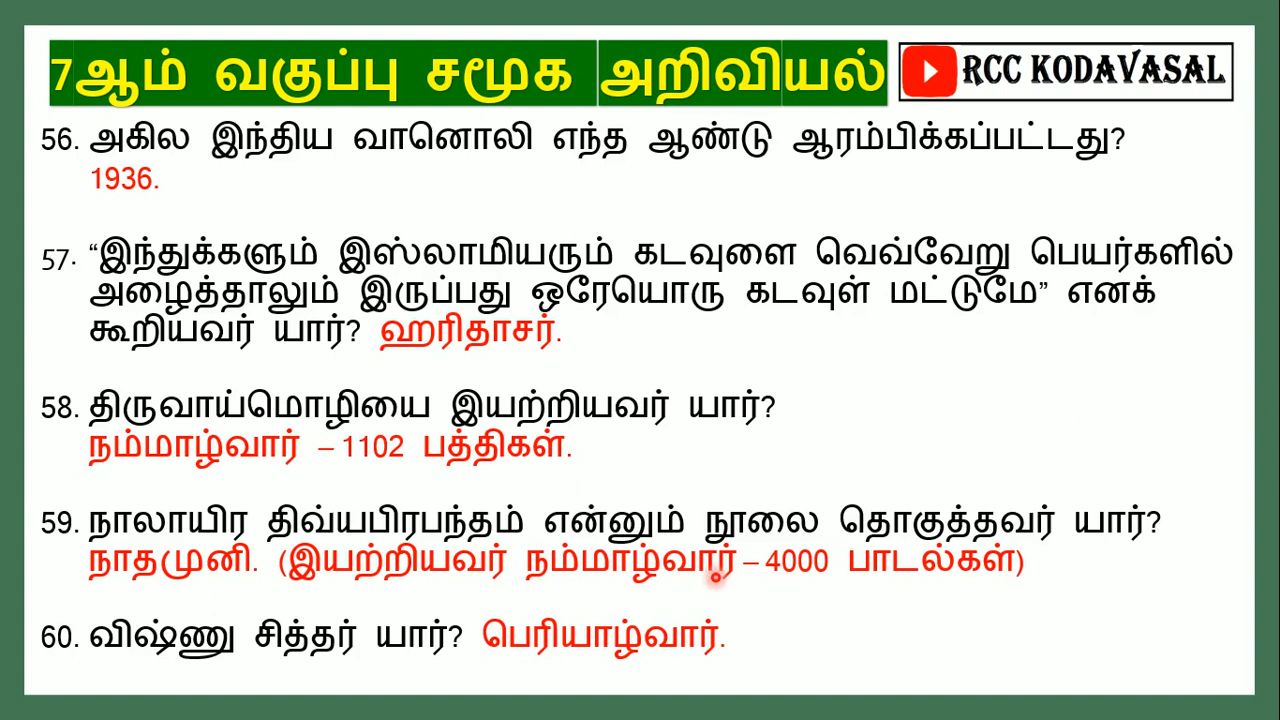 7ஆம் வகுப்பு சமூக அறிவியல்
RCC KODAVASAL
56. அகில இந்திய வானொலி எந்த ஆண்டு ஆரம்பிக்கப்பட்டது?
1936.
57. “இந்துக்களும் இஸ்லாமியரும் கடவுளை வெவ்வேறு பெயர்களில்
அழைத்தாலும் இருப்பது ஒரேயொரு கடவுள் மட்டுமே” எனக்
கூறியவர் யார்? ஹரிதாசர்.
58. திருவாய்மொழியை இயற்றியவர் யார்?
நம்மாழ்வார் – 1102 பத்திகள்.
59. நாலாயிர திவ்யபிரபந்தம் என்னும் நூலை தொகுத்தவர் யார்?
நாதமுனி. (இயற்றியவர் நம்மாழ்வார் – 4000 பாடல்கள்)
60. விஷ்ணு சித்தர் யார்? பெரியாழ்வார்.